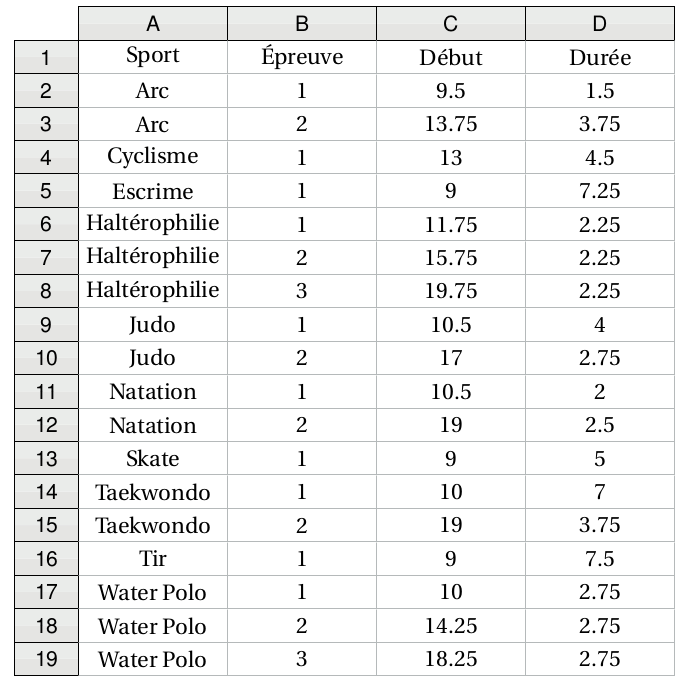 A B C D
1 Sport Épreuve Début Durée
2 Arc 1 9.5 1.5
3 Arc 2 13.75 3.75
4 Cyclisme 1 13 4.5
5 Escrime 1 9 7.25
6 Haltérophilie 1 11.75 2.25
7 Haltérophilie 2 15.75 2.25
8 Haltérophilie 3 19.75 2.25
9 Judo 1 10.5 4
10 Judo 2 17 2.75
11 Natation 1 10.5 2
12 Natation 2 19 2.5
13 Skate 1 9 5
14 Taekwondo 1 10 7
15 Taekwondo 2 19 3.75
16 Tir 1 9 7.5
17 Water Polo 1 10 2.75
18 Water Polo 2 14.25 2.75
19 Water Polo 3 18.25 2.75